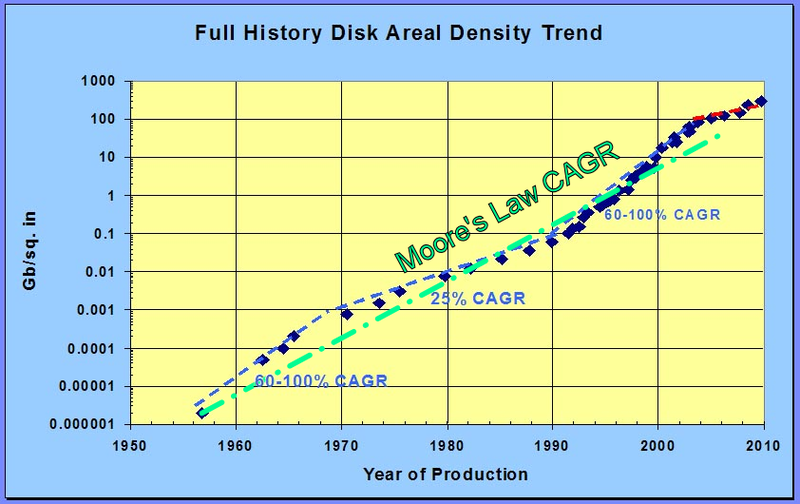 Full History Disk Areal Density Trend
1000
100
10
1
0.1
0.01
0.001
0.0001
0.00001
0.000001
Gb/sq. in
Moore's Law CAGR
60-100% CAGR
25% CAGR
60-100% CAGR
1950 1960 1970 1980 1990 2000 2010
Year of Production